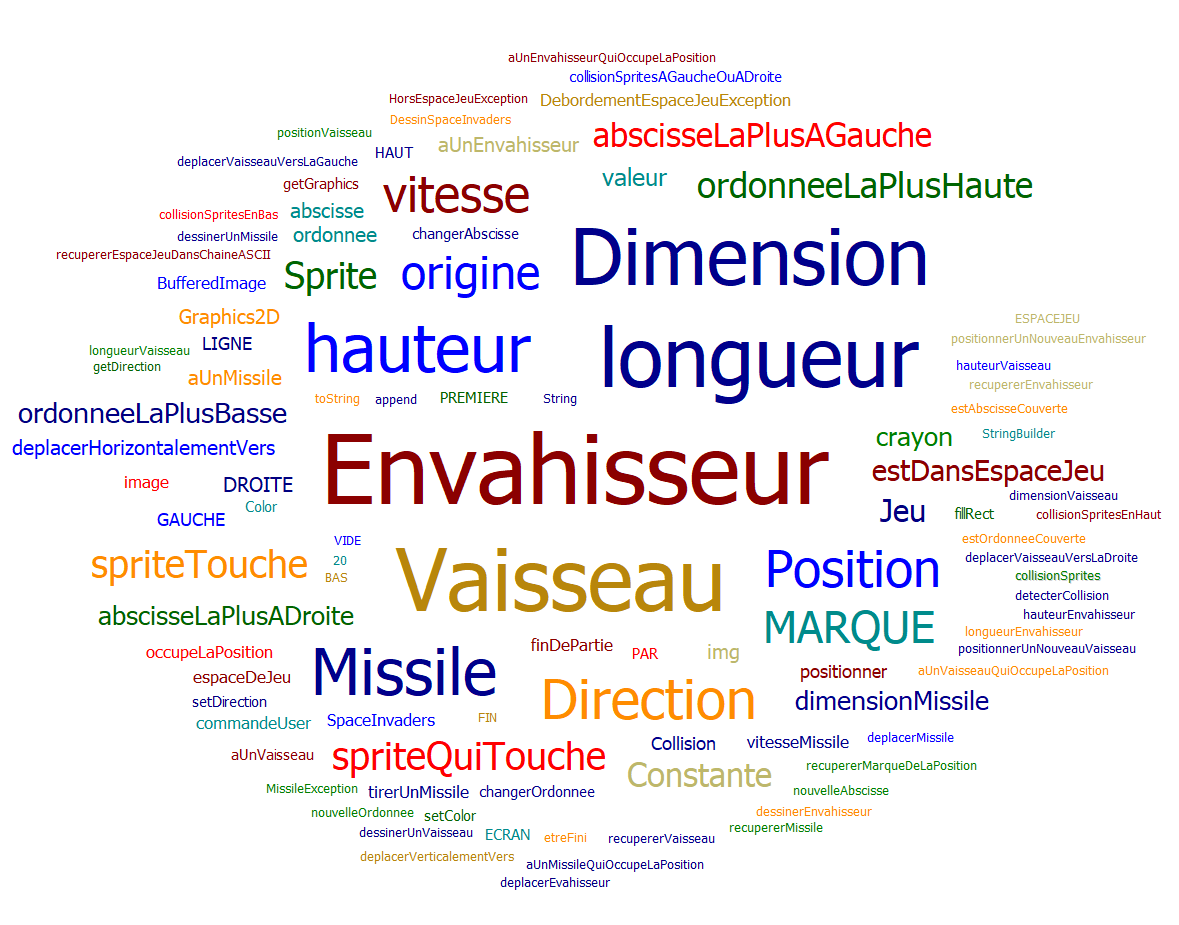 aUnEnvahisseurQuiOccupeLaPosition
collisionSpritesAGaucheOuADroite
HorsEspaceJeuException DebordementEspaceJeuException
DessinSpaceInvaders
positionVaisseau aUnEnvahisseur abscisseLaPlusAGauche
deplacerVaisseauVersLaGauche HAUT
getGraphics vitesse valeur ordonneeLaPlusHaute
collisionSpritesEnBas abscisse
dessinerUnMissile ordonnee changerAbscisse
recupererEspaceJeuDansChaineASCII Dimension
BufferedImage Sprite origine
Graphics2D ESPACEJEU
LIGNE hauteur longueur positionnerUnNouveauEnvahisseur
longueurVaisseau
getDirection hauteurVaisseau
aUnMissile recupererEnvahisseur
toString append PREMIERE String
ordonneeLaPlusBasse estAbscisseCouverte
deplacerHorizontalementVers crayon StringBuilder
Envahisseur estDansEspaceJeu
image DROITE
Color dimensionVaisseau
GAUCHE Jeu fillRect collisionSpritesEnHaut
VIDE estOrdonneeCouverte
spriteTouche 20 Position deplacerVaisseauVersLaDroite
BAS Vaisseau collisionSprites
detecterCollision
abscisseLaPlusADroite MARQUE hauteurEnvahisseur
longueurEnvahisseur
occupeLaPosition finDePartie PAR img positionnerUnNouveauVaisseau
espaceDeJeu Missile positionner aUnVaisseauQuiOccupeLaPosition
setDirection Direction dimensionMissile
commandeUser SpaceInvaders FIN
aUnVaisseau spriteQuiTouche Collision vitesseMissile deplacerMissile
Constante recupererMarqueDeLaPosition
MissileException tirerUnMissile changerOrdonnee nouvelleAbscisse
nouvelleOrdonnee setColor dessinerEnvahisseur
dessinerUnVaisseau ECRAN etreFini recupererVaisseau recupererMissile
deplacerVerticalementVers aUnMissileQuiOccupeLaPosition
deplacerEvahisseur